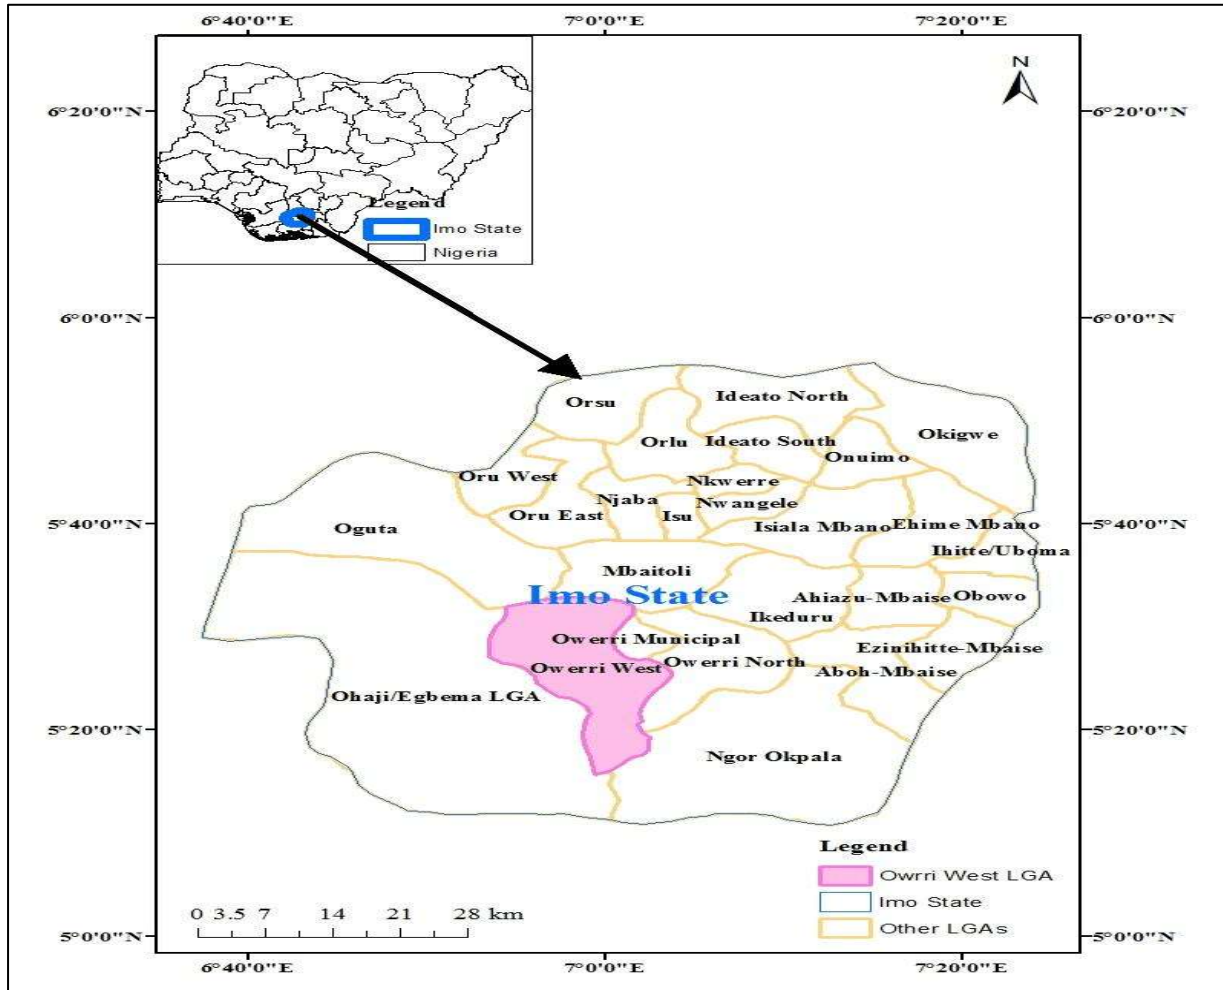 6°40'0"E
7°0'0"E
7°20'0"E
N
6°20'0"N
6°20'0"N
Legend
Imo State
Nigeria
6°0'0"N
6°0'0"N
Orsu
Ideato North
Orlu
Ideato South
Okigwe
Onuimo
Oru West
Nkwerre
Njaba
Nwangele
Oru East
Isu
Isiala Mbano
Ehime Mbano
5°40'0"N
Oguta
5°40'0"N
Ihitte/Uboma
Mbaitoli
Imo State
Ahiazu-Mbaise
Obowo
Ikeduru
Owerri Municipal
Ezinihitte-Mbaise
Owerri West
Owerri North
Aboh-Mbaise
Ohaji/Egbema LGA
5°20'0"N
5°20'0"N
Ngor Okpala
Legend
Owrri West LGA
Imo State
Other LGAs
0 3.5 7 14 21 28 km
5°0'0"N
5°0'0"N
6°40'0"E
7°0'0"E
7°20'0"E